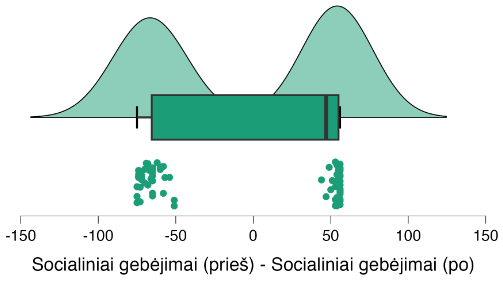 -150 -100 -50 0 50 100 150
Socialiniai gebėjimai (prieš) - Socialiniai gebėjimai (po)